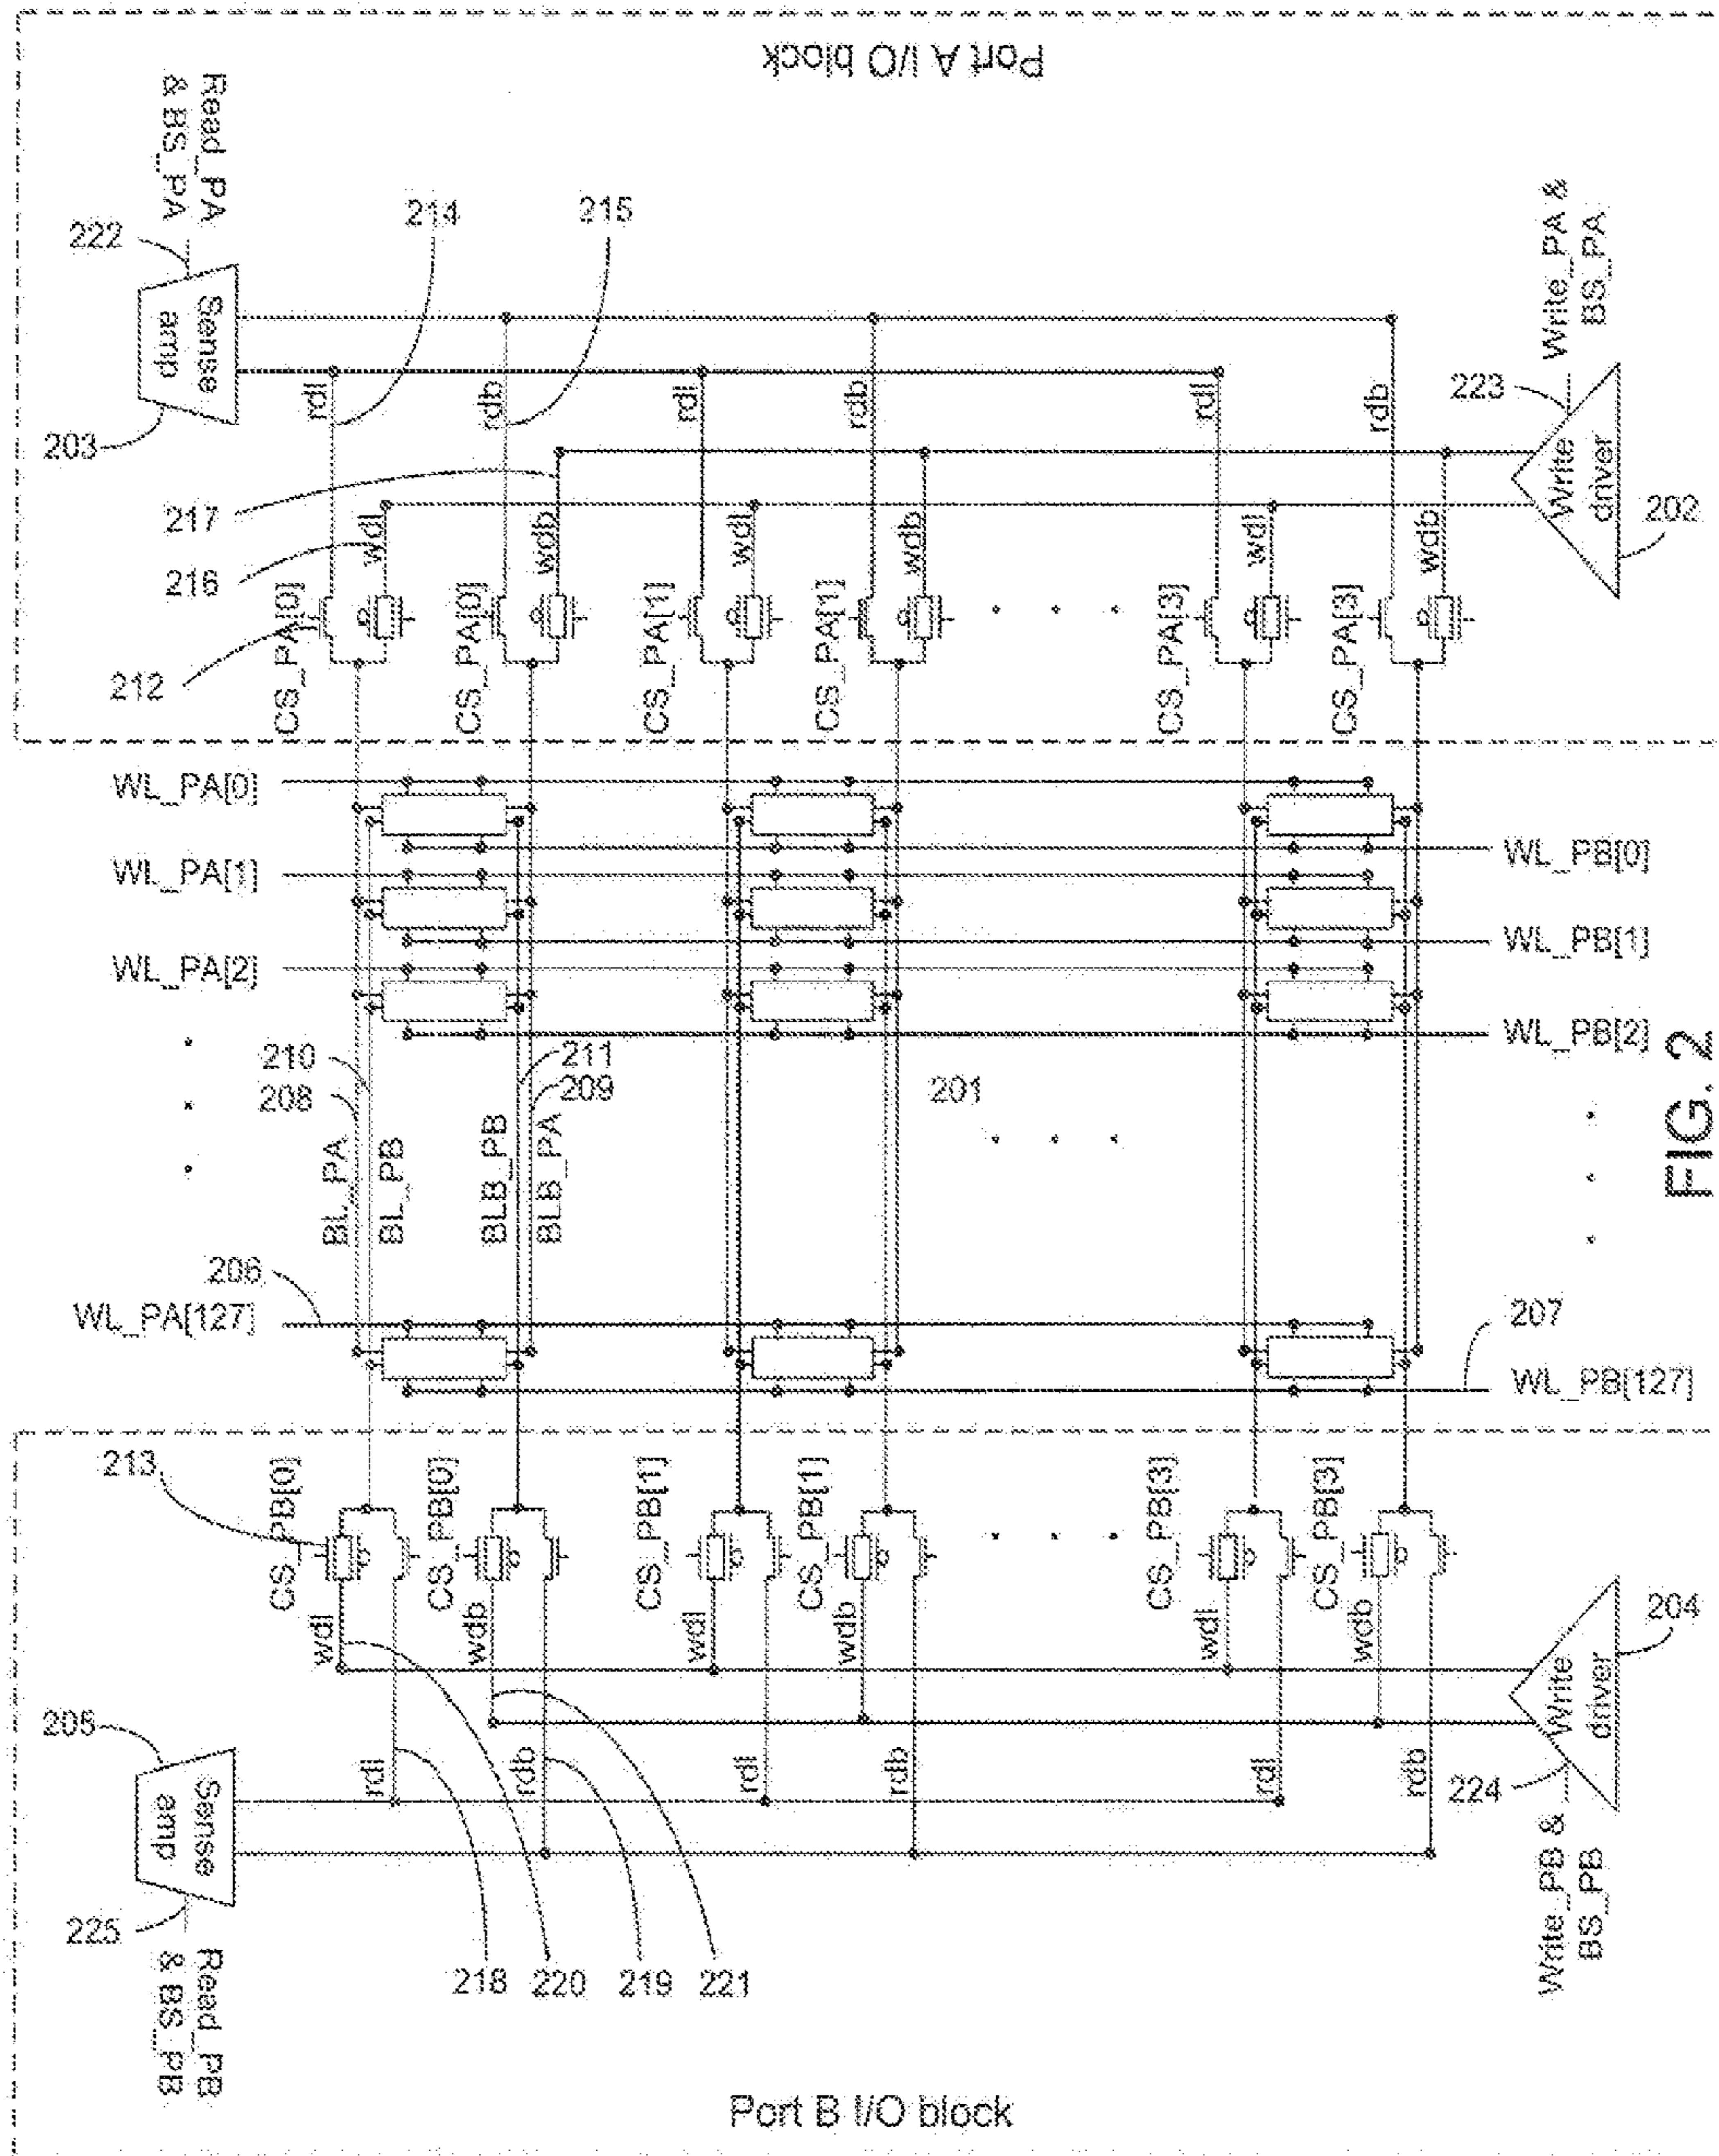 Port A I/O block
Read_PA
& BS_PA
222
Sense
amp
203
214
215
rdl
rdb
rdl
rdb
rdl
rdb
Write_PA &
BS_PA
223
Write
driver
202
217
216
wdl
wdb
wdl
wdb
wdl
wdb
212
CS_PA[0]
CS_PA[0]
CS_PA[1]
CS_PA[1]
CS_PA[3]
CS_PA[3]
WL_PA[0]
WL_PB[0]
WL_PA[1]
WL_PB[1]
WL_PA[2]
WL_PB[2]
210
208
211
209
201
BL_PA
BL_PB
BLB_PB
BLB_PA
206
WL_PA[127]
207
WL_PB[127]
213
CS_PB[0]
CS_PB[0]
CS_PB[1]
CS_PB[1]
CS_PB[3]
CS_PB[3]
wdl
wdb
wdl
wdb
wdl
wdb
204
Write
driver
224
Write_PB &
BS_PB
205
Sense
amp
225
Read_PB
& BS_PB
rdl
rdb
rdl
rdb
rdl
rdb
218
220
219
221
Port B I/O block
FIG. 2